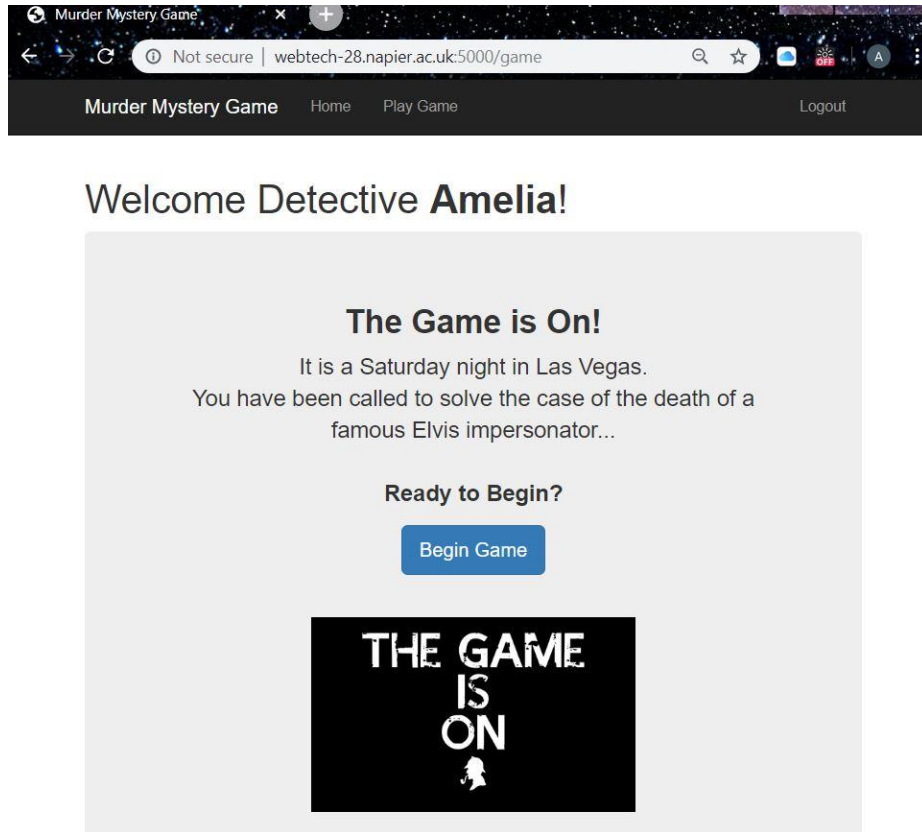 Murder Mystery Game
Not secure | webtech-28.napier.ac.uk:5000/game
OFF
A
Murder Mystery Game Home Play Game Logout
Welcome Detective Amelia!
The Game is On!
It is a Saturday night in Las Vegas.
You have been called to solve the case of the death of a
famous Elvis impersonator...
Ready to Begin?
Begin Game
THE GAME
IS
ON